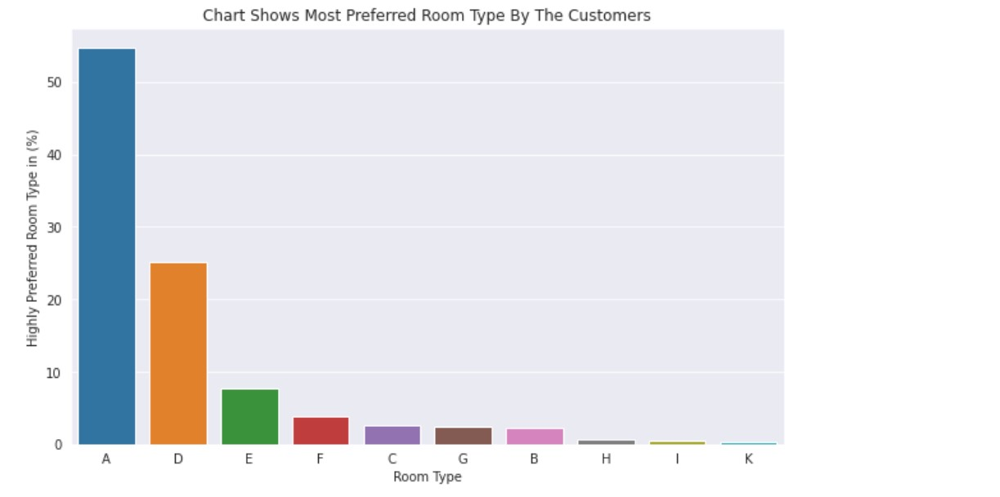 Chart Shows Most Preferred Room Type By The Customers
Highly Preferred Room Type in (%)
50
40
30
20
10
0
A D E F C G B H I K
Room Type